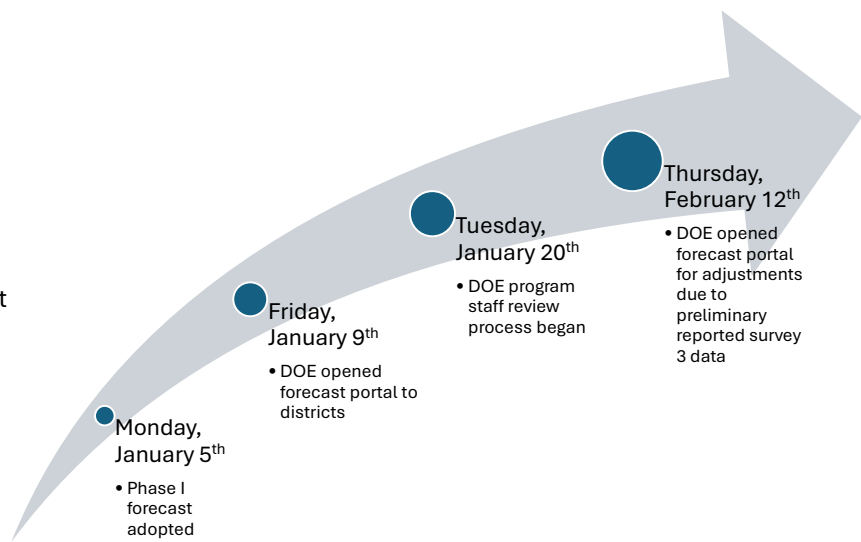 t
Monday,
January 5th
• Phase I
forecast
adopted
Friday,
January 9th
• DOE opened
forecast portal to
districts
Tuesday,
January 20th
• DOE program
staff review
process began
Thursday,
February 12th
• DOE opened
forecast portal
for adjustments
due to
preliminary
reported survey
3 data